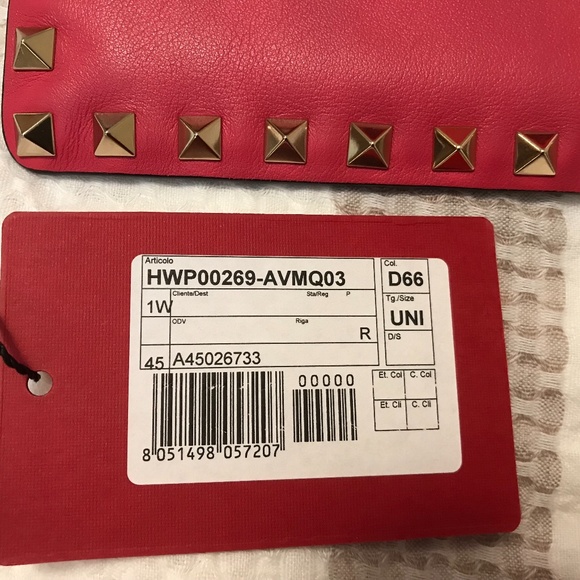 Articolo
HWP00269-AVMQ03
Col.
D66
Cliente/Dest Sta/Reg P
1W
Tg./Size
UNI
ODV Riga
R
D/S
45 A45026733
00000
Et. Col C. Col
Et. Cli C. Cli
8 051498 057207